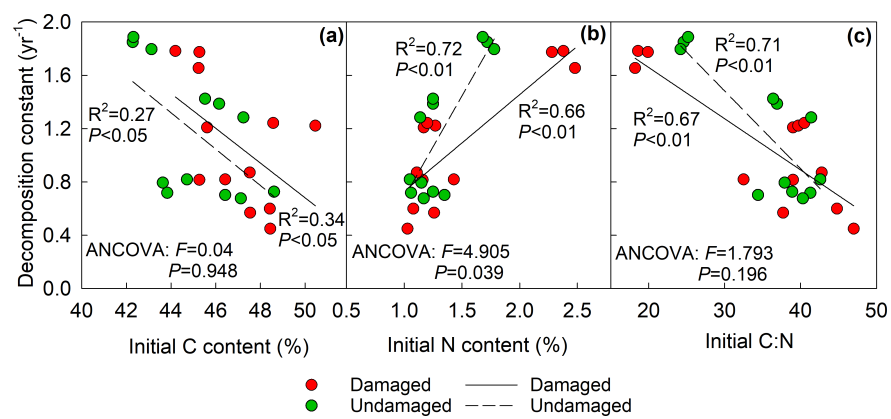 Decomposition constant (yr⁻¹)
2.0
1.6
1.2
0.8
0.4
0.0
(a)
R²=0.27
P<0.05
R²=0.34
P<0.05
ANCOVA: F=0.04
P=0.948
40 42 44 46 48 50
Initial C content (%)
(b)
R²=0.72
P<0.01
R²=0.66
P<0.01
ANCOVA: F=4.905
P=0.039
0.5 1.0 1.5 2.0 2.5
Initial N content (%)
(c)
R²=0.71
P<0.01
R²=0.67
P<0.01
ANCOVA: F=1.793
P=0.196
20 30 40 50
Initial C:N
Damaged Damaged
Undamaged Undamaged